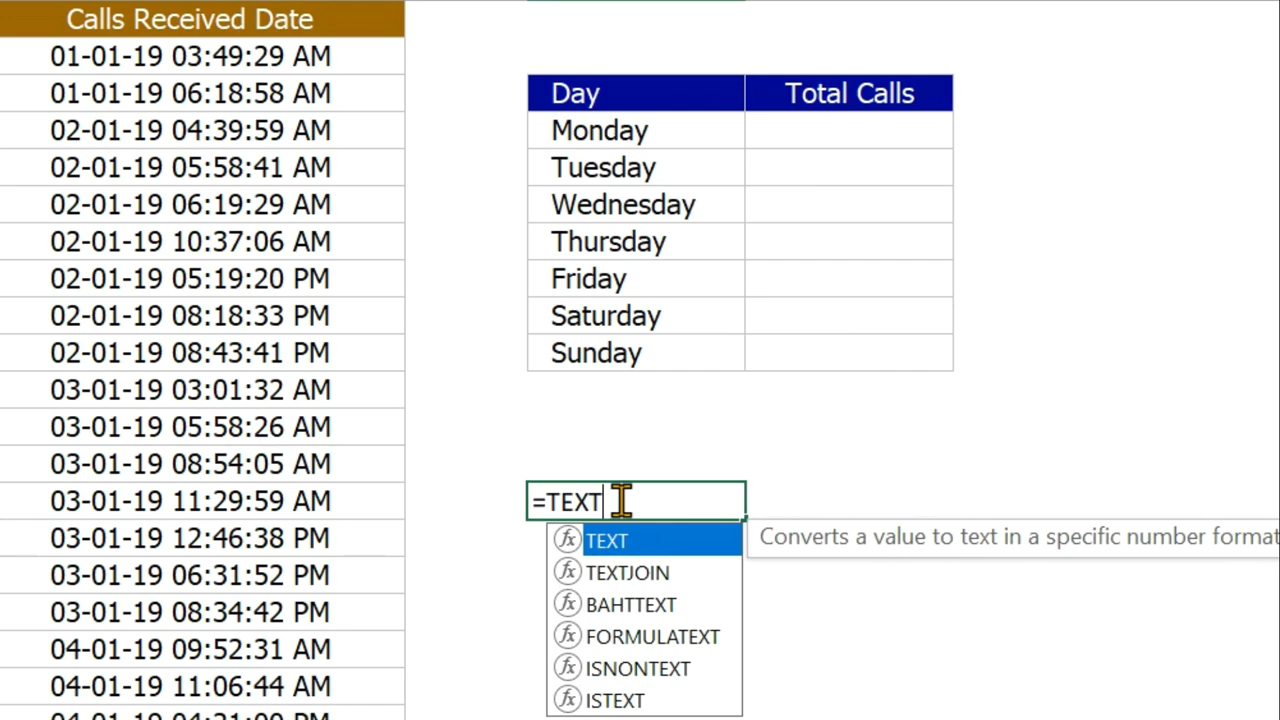 Calls Received Date
01-01-19 03:49:29 AM
01-01-19 06:18:58 AM
02-01-19 04:39:59 AM
02-01-19 05:58:41 AM
02-01-19 06:19:29 AM
02-01-19 10:37:06 AM
02-01-19 05:19:20 PM
02-01-19 08:18:33 PM
02-01-19 08:43:41 PM
03-01-19 03:01:32 AM
03-01-19 05:58:26 AM
03-01-19 08:54:05 AM
03-01-19 11:29:59 AM
03-01-19 12:46:38 PM
03-01-19 06:31:52 PM
03-01-19 08:34:42 PM
04-01-19 09:52:31 AM
04-01-19 11:06:44 AM
Day Total Calls
Monday
Tuesday
Wednesday
Thursday
Friday
Saturday
Sunday
=TEXT
fx TEXT
fx TEXTJOIN
fx BAHTTEXT
fx FORMULATEXT
fx ISNONTEXT
fx ISTEXT
Converts a value to text in a specific number format